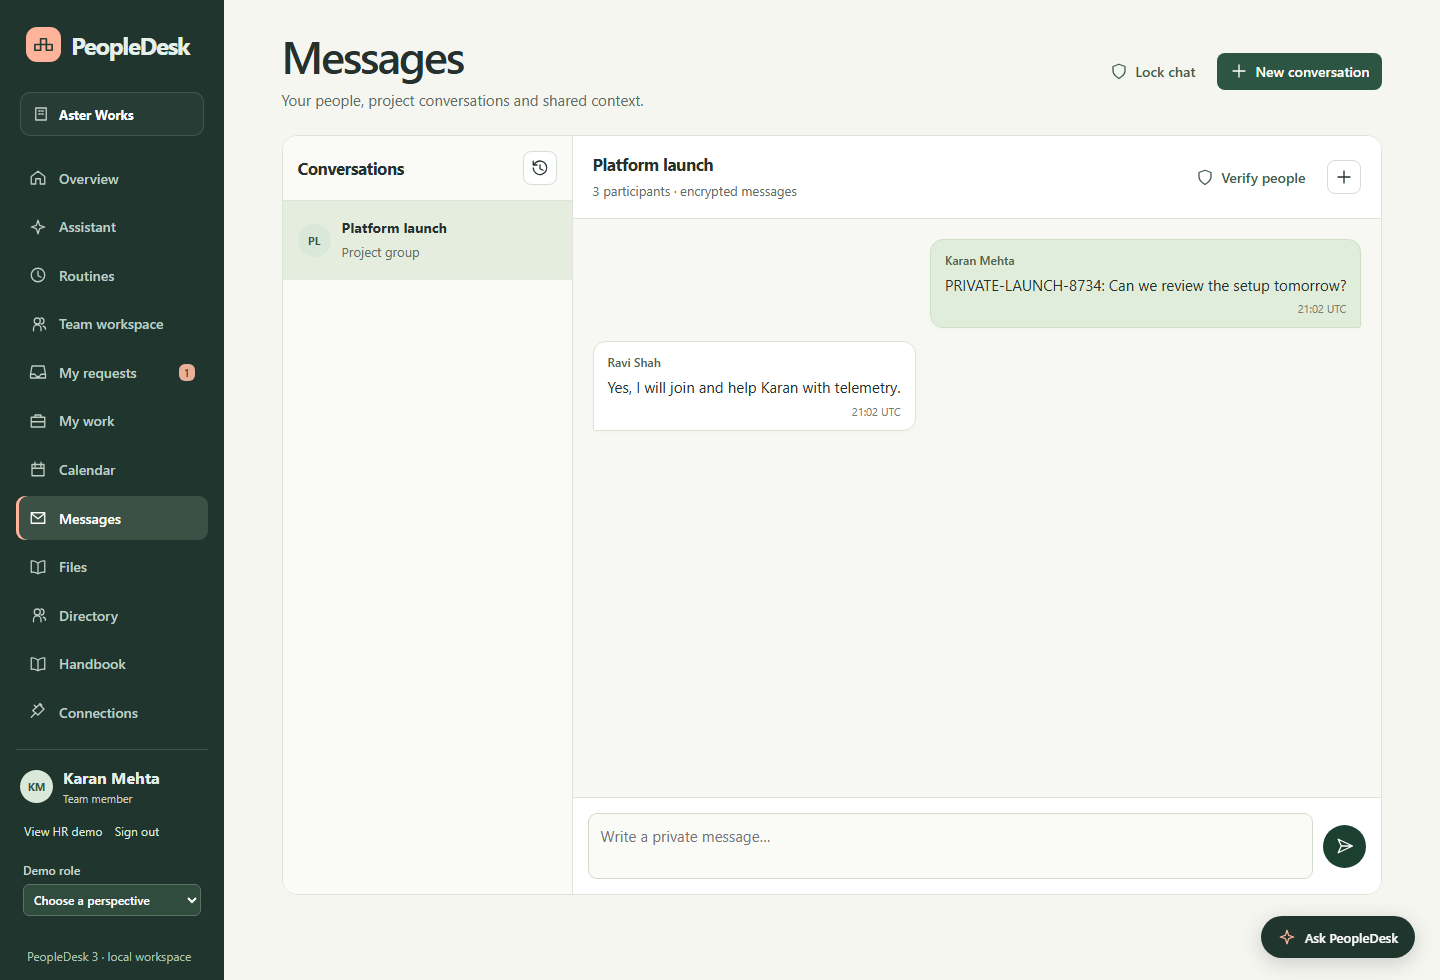 PeopleDesk
Aster Works
Overview
Assistant
Routines
Team workspace
My requests 1
My work
Calendar
Messages
Files
Directory
Handbook
Connections
KM
Karan Mehta
Team member
View HR demo Sign out
Demo role
Choose a perspective
PeopleDesk 3 · local workspace
Messages
Your people, project conversations and shared context.
Lock chat
New conversation
Conversations
PL
Platform launch
Project group
Platform launch
3 participants · encrypted messages
Verify people
Karan Mehta
PRIVATE-LAUNCH-8734: Can we review the setup tomorrow?
21:02 UTC
Ravi Shah
Yes, I will join and help Karan with telemetry.
21:02 UTC
Write a private message...
Ask PeopleDesk